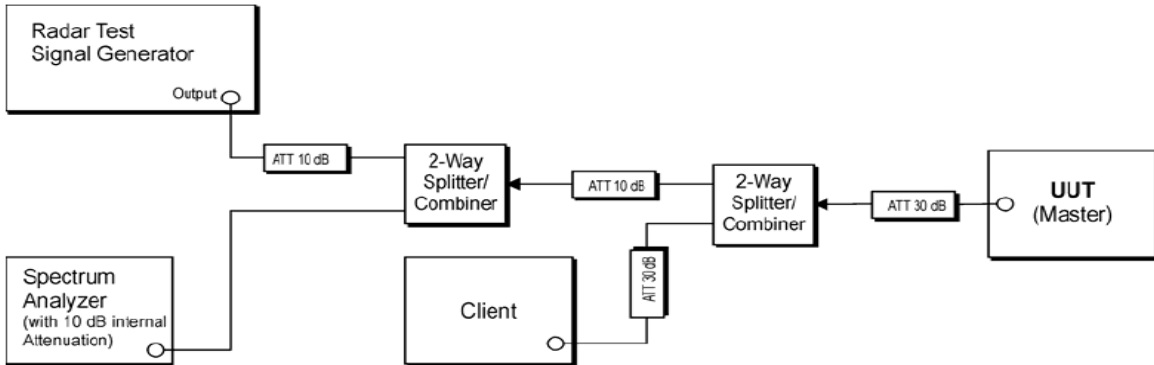 Radar Test
Signal Generator
Output
ATT 10 dB
2-Way
Splitter/
Combiner
ATT 10 dB
2-Way
Splitter/
Combiner
ATT 30 dB
UUT
(Master)
Spectrum
Analyzer
(with 10 dB internal
Attenuation)
Client
ATT 30 dB